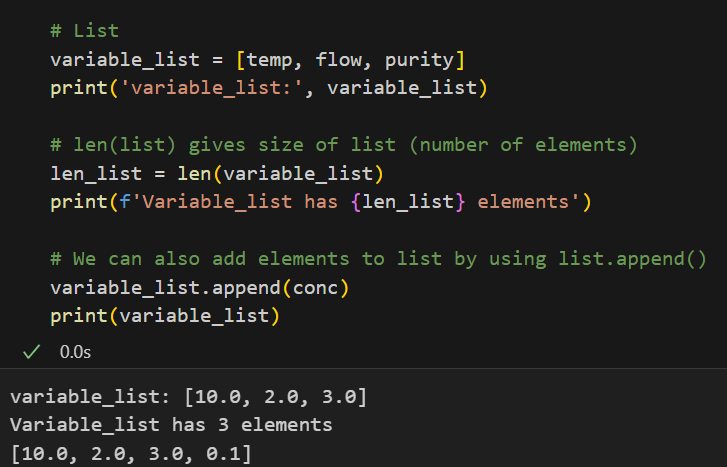 # List
variable_list = [temp, flow, purity]
print('variable_list:', variable_list)
# len(list) gives size of list (number of elements)
len_list = len(variable_list)
print(f'Variable_list has {len_list} elements')
# We can also add elements to list by using list.append()
variable_list.append(conc)
print(variable_list)
0.0s
variable_list: [10.0, 2.0, 3.0]
Variable_list has 3 elements
[10.0, 2.0, 3.0, 0.1]